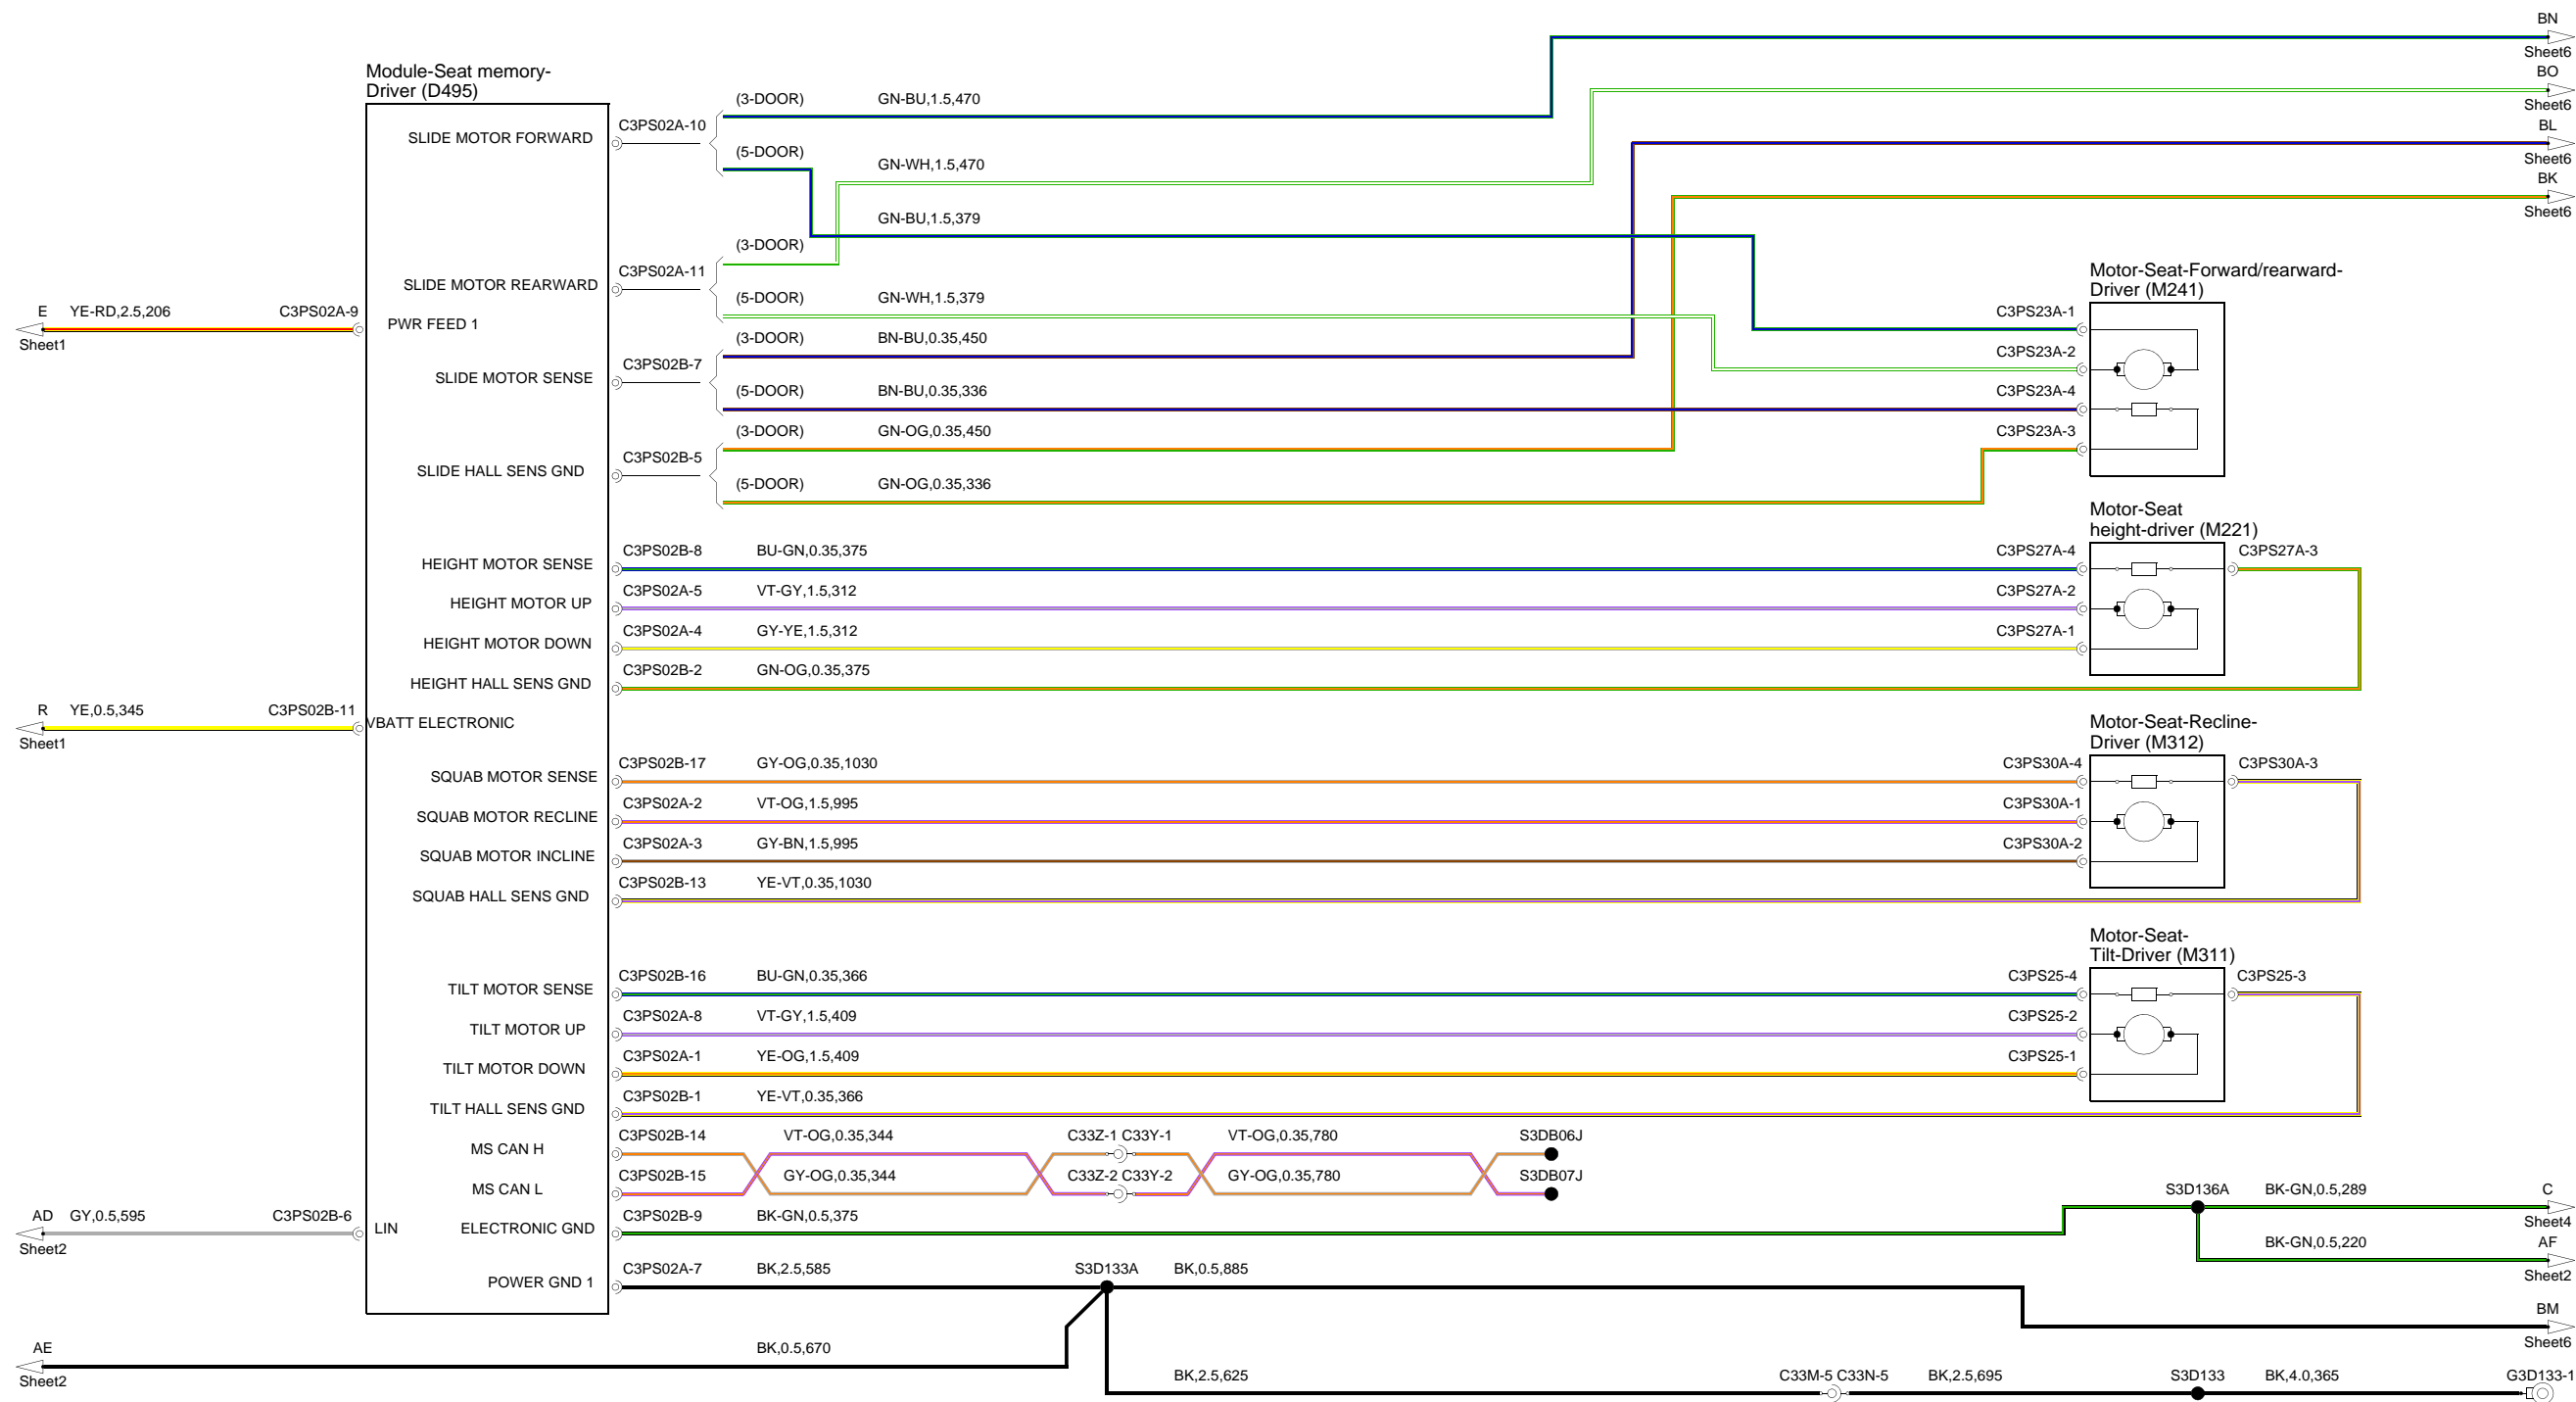 BN
Sheet6
BO
Sheet6
BL
Sheet6
BK
Sheet6
Module-Seat memory-
Driver (D495)
SLIDE MOTOR FORWARD
C3PS02A-10
(3-DOOR)
GN-BU,1.5,470
(5-DOOR)
GN-WH,1.5,470
GN-BU,1.5,379
(3-DOOR)
SLIDE MOTOR REARWARD
C3PS02A-11
(5-DOOR)
GN-WH,1.5,379
E
YE-RD,2.5,206
C3PS02A-9
Sheet1
PWR FEED 1
(3-DOOR)
BN-BU,0.35,450
SLIDE MOTOR SENSE
C3PS02B-7
(5-DOOR)
BN-BU,0.35,336
(3-DOOR)
GN-OG,0.35,450
SLIDE HALL SENS GND
C3PS02B-5
(5-DOOR)
GN-OG,0.35,336
Motor-Seat-Forward/rearward-
Driver (M241)
C3PS23A-1
C3PS23A-2
C3PS23A-4
C3PS23A-3
Motor-Seat
height-driver (M221)
HEIGHT MOTOR SENSE
C3PS02B-8
BU-GN,0.35,375
C3PS27A-4
C3PS27A-3
HEIGHT MOTOR UP
C3PS02A-5
VT-GY,1.5,312
C3PS27A-2
HEIGHT MOTOR DOWN
C3PS02A-4
GY-YE,1.5,312
C3PS27A-1
HEIGHT HALL SENS GND
C3PS02B-2
GN-OG,0.35,375
R
YE,0.5,345
C3PS02B-11
Sheet1
VBATT ELECTRONIC
Motor-Seat-Recline-
Driver (M312)
SQUAB MOTOR SENSE
C3PS02B-17
GY-OG,0.35,1030
C3PS30A-4
C3PS30A-3
SQUAB MOTOR RECLINE
C3PS02A-2
VT-OG,1.5,995
C3PS30A-1
SQUAB MOTOR INCLINE
C3PS02A-3
GY-BN,1.5,995
C3PS30A-2
SQUAB HALL SENS GND
C3PS02B-13
YE-VT,0.35,1030
Motor-Seat-
Tilt-Driver (M311)
TILT MOTOR SENSE
C3PS02B-16
BU-GN,0.35,366
C3PS25-4
C3PS25-3
TILT MOTOR UP
C3PS02A-8
VT-GY,1.5,409
C3PS25-2
TILT MOTOR DOWN
C3PS02A-1
YE-OG,1.5,409
C3PS25-1
TILT HALL SENS GND
C3PS02B-1
YE-VT,0.35,366
MS CAN H
C3PS02B-14
VT-OG,0.35,344
C33Z-1 C33Y-1
VT-OG,0.35,780
S3DB06J
MS CAN L
C3PS02B-15
GY-OG,0.35,344
C33Z-2 C33Y-2
GY-OG,0.35,780
S3DB07J
AD
GY,0.5,595
C3PS02B-6
Sheet2
LIN
ELECTRONIC GND
C3PS02B-9
BK-GN,0.5,375
S3D136A
BK-GN,0.5,289
C
Sheet4
BK-GN,0.5,220
AF
Sheet2
POWER GND 1
C3PS02A-7
BK,2.5,585
S3D133A
BK,0.5,885
BM
Sheet6
AE
Sheet2
BK,0.5,670
BK,2.5,625
C33M-5 C33N-5
BK,2.5,695
S3D133
BK,4.0,365
G3D133-1